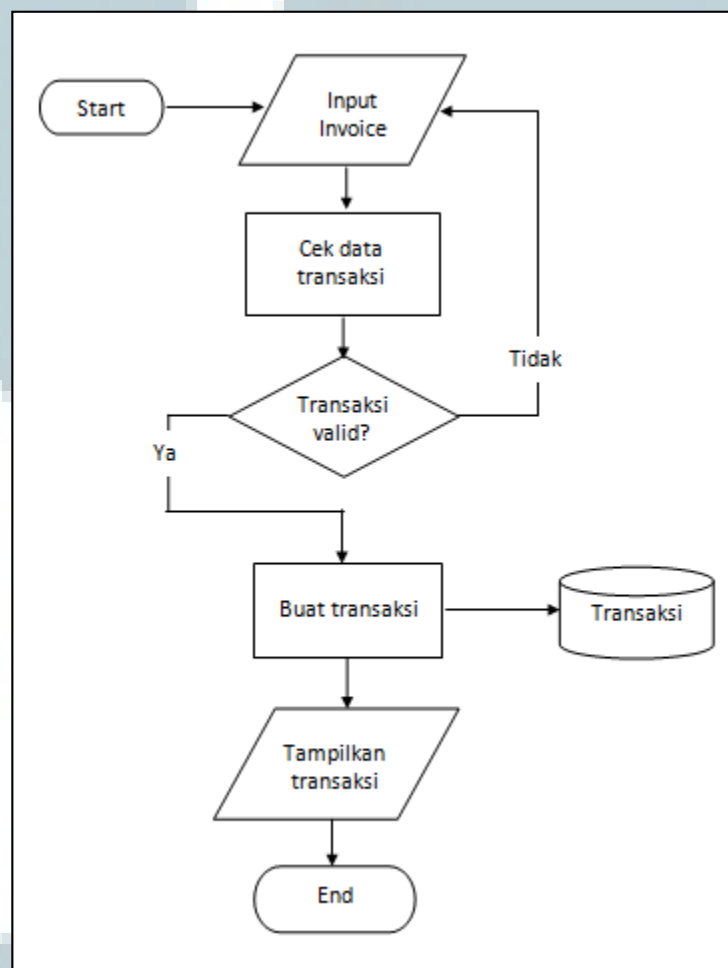 Start
Input
Invoice
Cek data
transaksi
Tidak
Transaksi
valid?
Ya
Buat transaksi
Transaksi
Tampilkan
transaksi
End